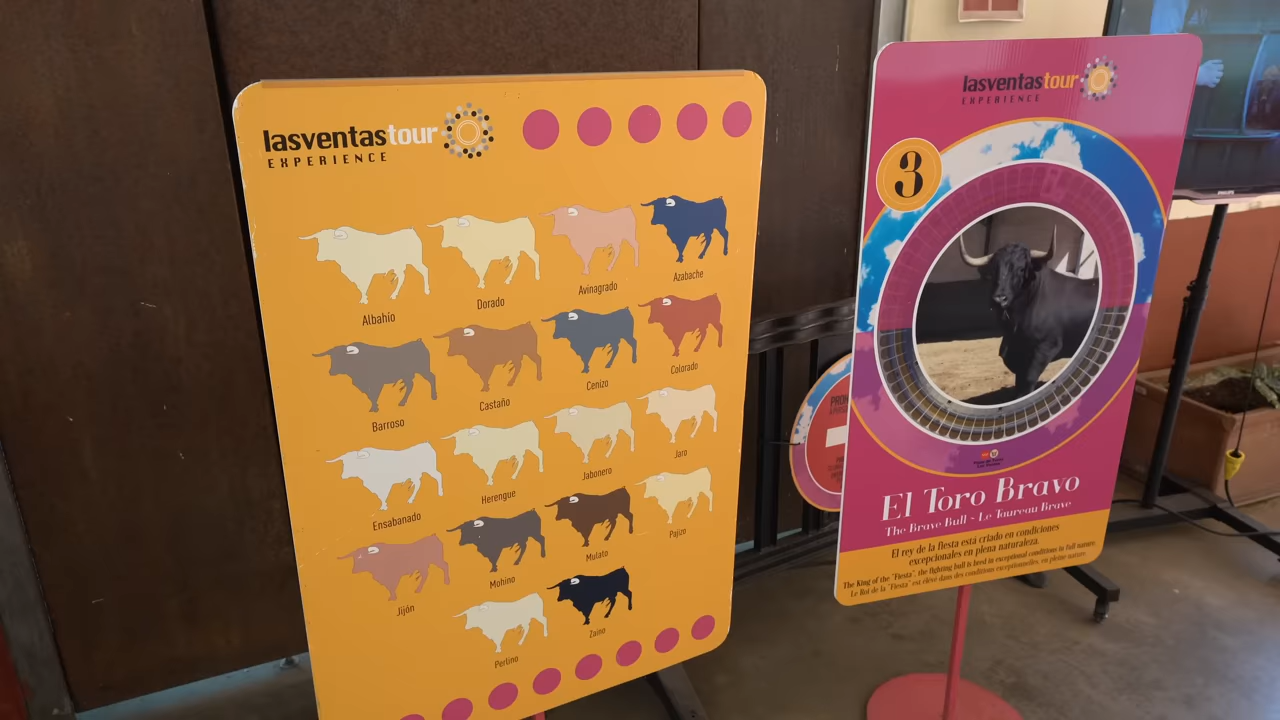 lasventastour
EXPERIENCE
Albahío
Dorado
Avinagrado
Azabache
Barroso
Castaño
Cenizo
Colorado
Ensabanado
Herengue
Jabonero
Jaro
Jijón
Mohino
Mulato
Pajizo
Perlino
Zaino
lasventastour
EXPERIENCE
3
El Toro Bravo
The Brave Bull - Le Taureau Brave
El rey de la fiesta está criado en condiciones
excepcionales en plena naturaleza.
The King of the "Fiesta", the fighting bull is bred in exceptional conditions in full nature.
Le Roi de la "Fiesta" est élevé dans des conditions exceptionnelles, en pleine nature.